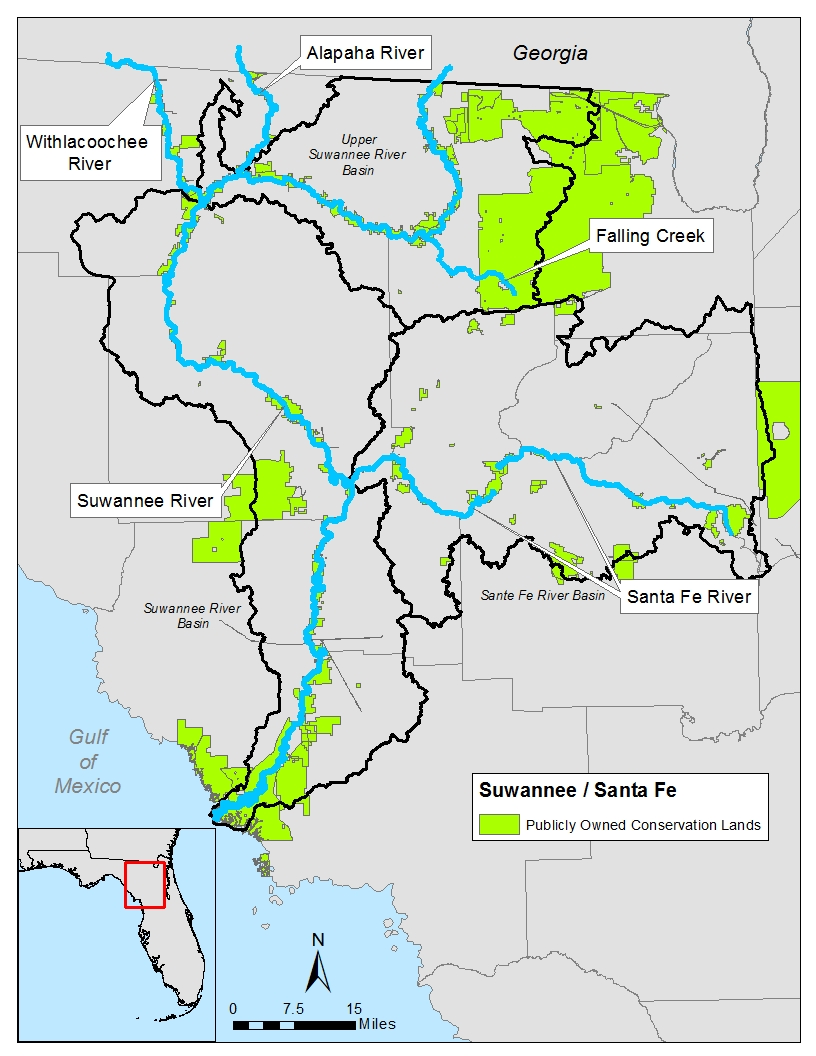 Alapaha River
Georgia
Withlacoochee
River
Upper
Suwannee River
Basin
Falling Creek
Suwannee River
Suwannee River
Basin
Sante Fe River Basin
Santa Fe River
Gulf
of
Mexico
Suwannee / Santa Fe
Publicly Owned Conservation Lands
N
0 7.5 15
Miles